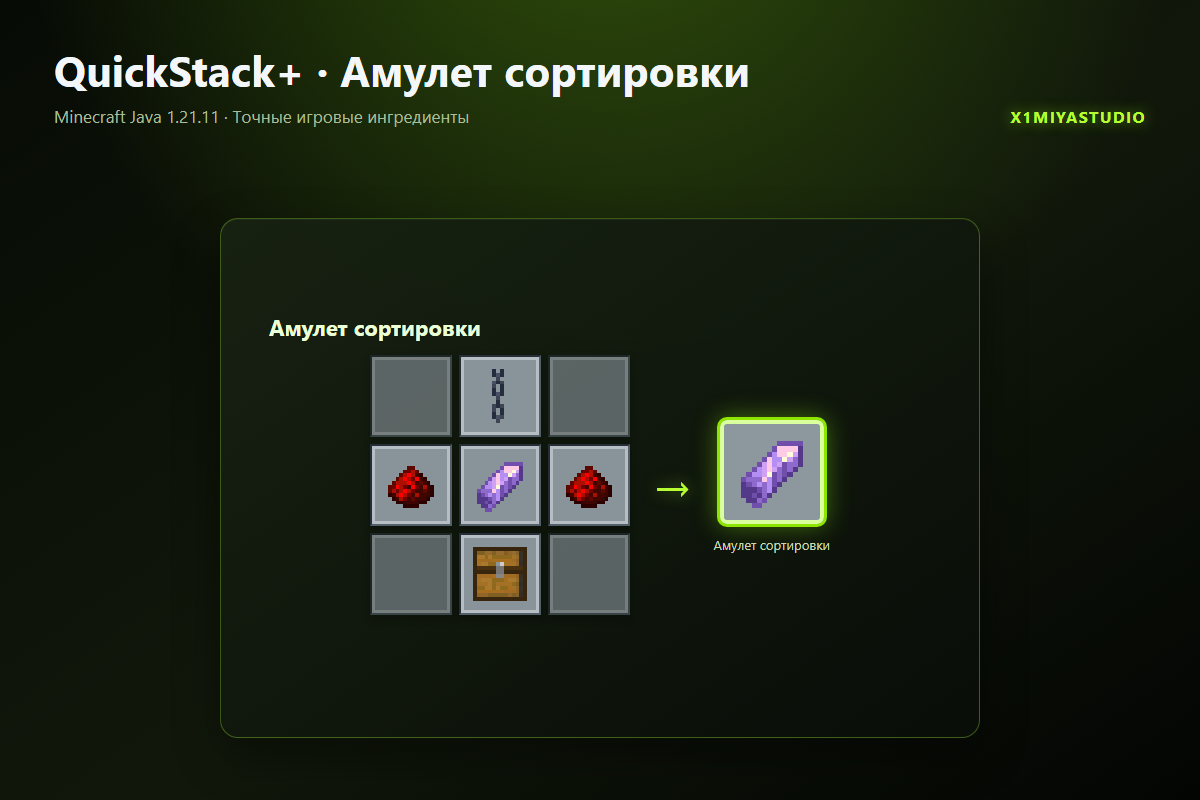 QuickStack+ · Амулет сортировки
Minecraft Java 1.21.11 · Точные игровые ингредиенты
X1MIYASTUDIO
Амулет сортировки
Амулет сортировки